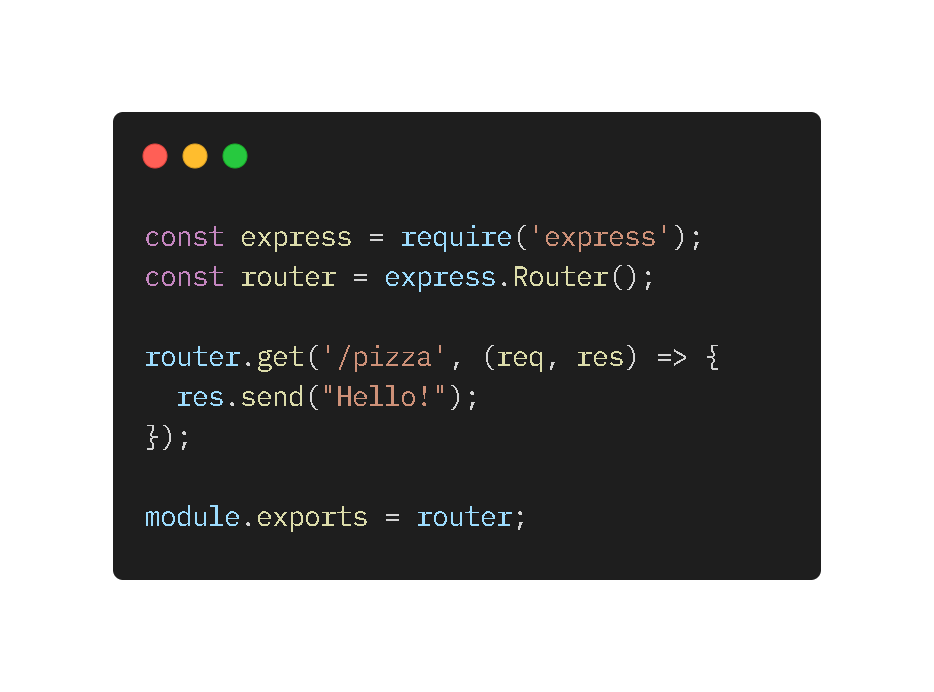 const express = require('express');
const router = express.Router();
router.get('/pizza', (req, res) => {
  res.send("Hello!");
});
module.exports = router;